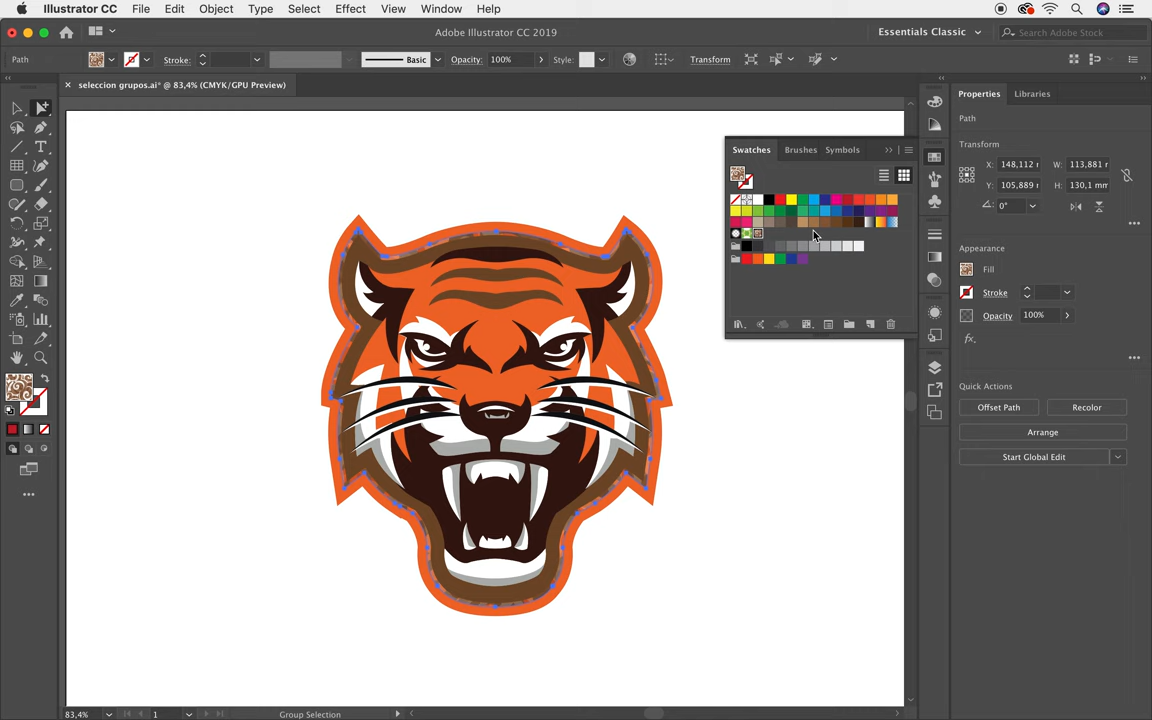 Illustrator CC File Edit Object Type Select Effect View Window Help
Adobe Illustrator CC 2019
Essentials Classic
Search Adobe Stock
Path Stroke: Basic Opacity: 100% Style: Transform
seleccion grupos.ai* @ 83,4% (CMYK/GPU Preview)
Properties Libraries
Path
Transform
X: 148,112 r W: 113,881 r
Y: 105,889 r H: 130,1 mm
0°
Appearance
Fill
Stroke
Opacity 100%
fx.
Quick Actions
Offset Path Recolor
Arrange
Start Global Edit
Swatches Brushes Symbols
83,4% 1 Group Selection